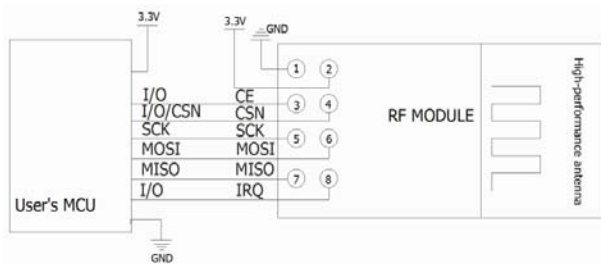 3.3V
3.3V
GND
1 2
I/O CE
3 4
I/O/CSN CSN
SCK SCK
5 6
MOSI MOSI
MISO MISO
7 8
I/O IRQ
User's MCU
GND
RF MODULE
High-performance antenna